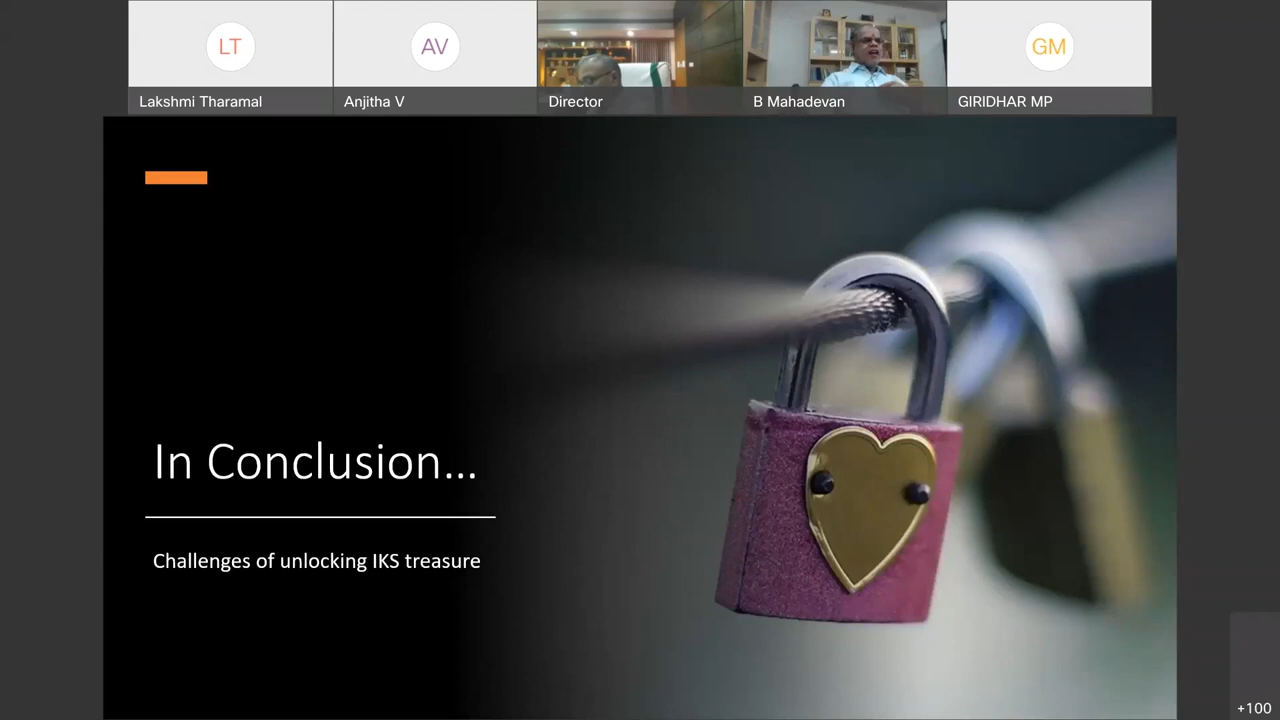 LT
AV
GM
Lakshmi Tharamal
Anjitha V
Director
B Mahadevan
GIRIDHAR MP
In Conclusion...
Challenges of unlocking IKS treasure
+100